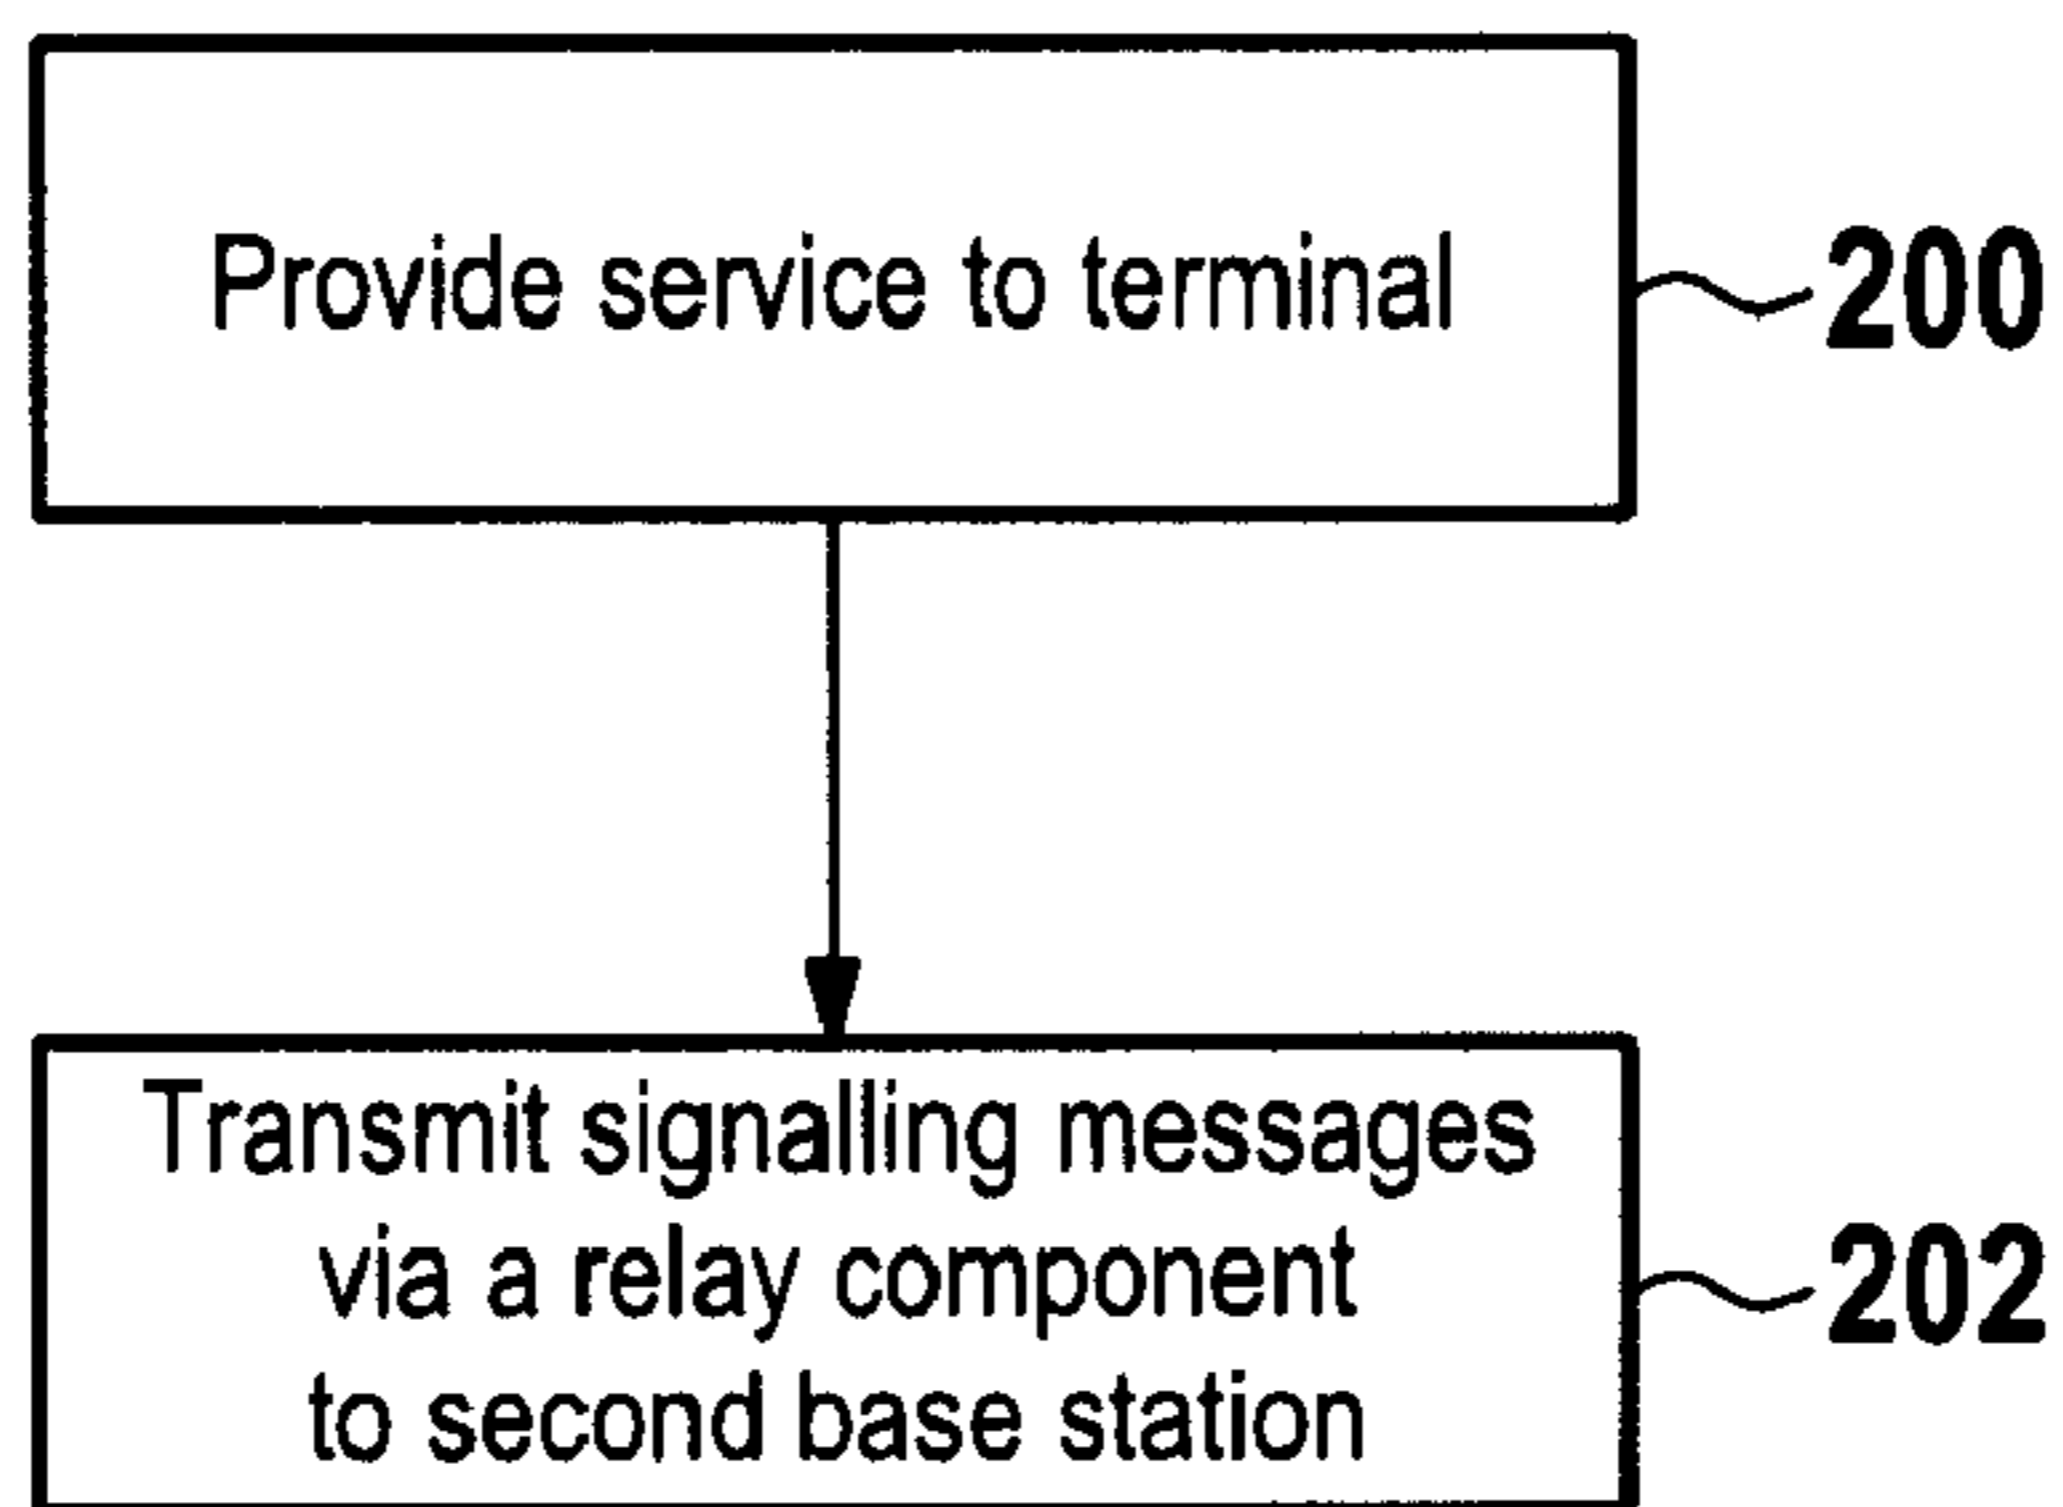 Provide service to terminal
200
Transmit signalling messages
via a relay component
202
to second base station